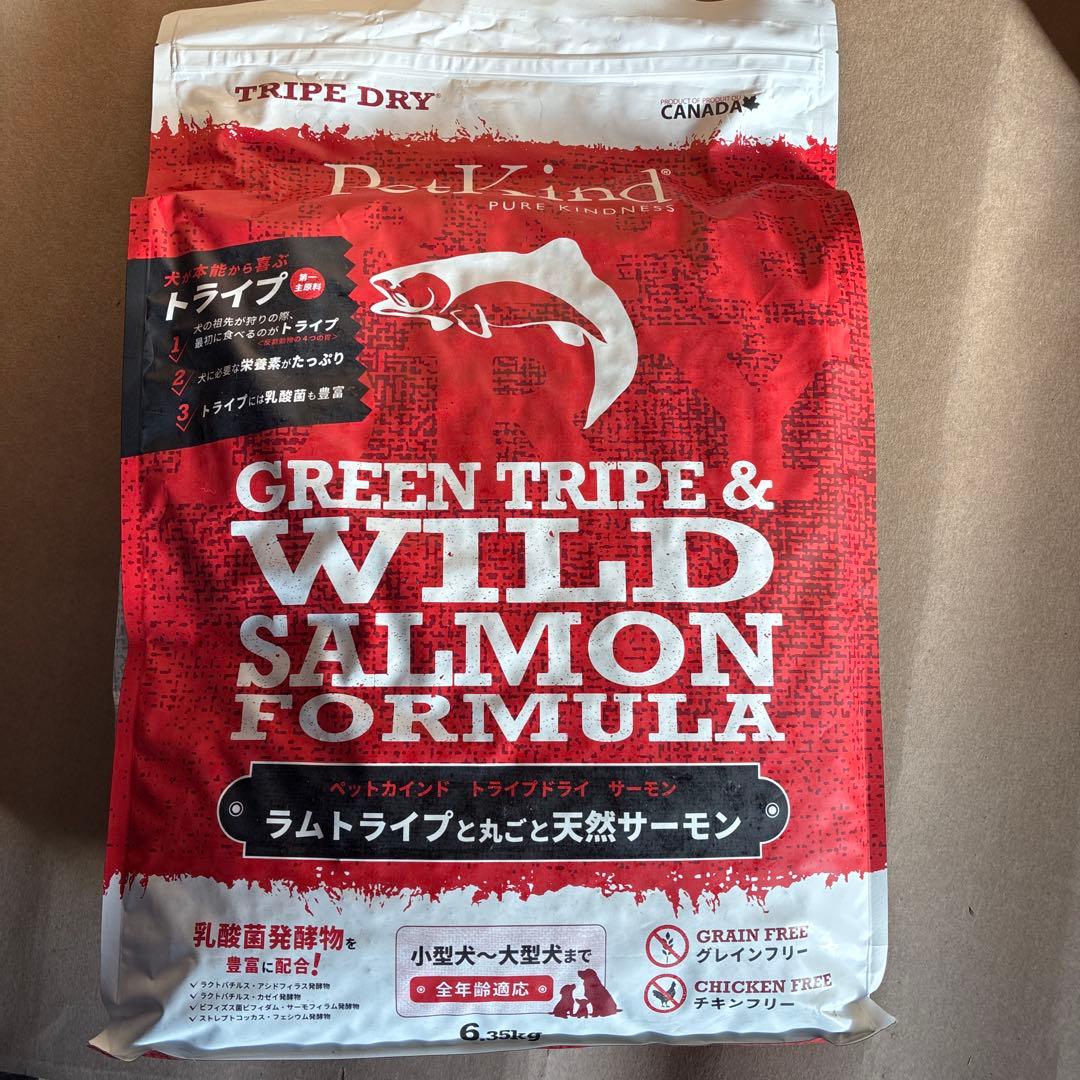 TRIPE DRY®
PRODUCT OF PRODUIT DU
CANADA
PetKind®
PURE KINDNESS
犬が本能から喜ぶ
トライプ
第一
主原料
1 犬の祖先が狩りの際、
最初に食べるのがトライプ
<反芻動物の4つの胃>
2 犬に必要な栄養素がたっぷり
3 トライプには乳酸菌も豊富
DRY
GREEN TRIPE &
WILD
SALMON
FORMULA
ペットカインド トライプドライ サーモン
ラムトライプと丸ごと天然サーモン
乳酸菌発酵物を
豊富に配合!
ラクトバチルス・アシドフィラス発酵物
ラクトバチルス・カゼイ発酵物
ビフィズス菌ビフィダム・サーモフィラム発酵物
ストレプトコッカス・フェシウム発酵物
小型犬〜大型犬まで
全年齢適応
6.35kg
GRAIN FREE
グレインフリー
CHICKEN FREE
チキンフリー